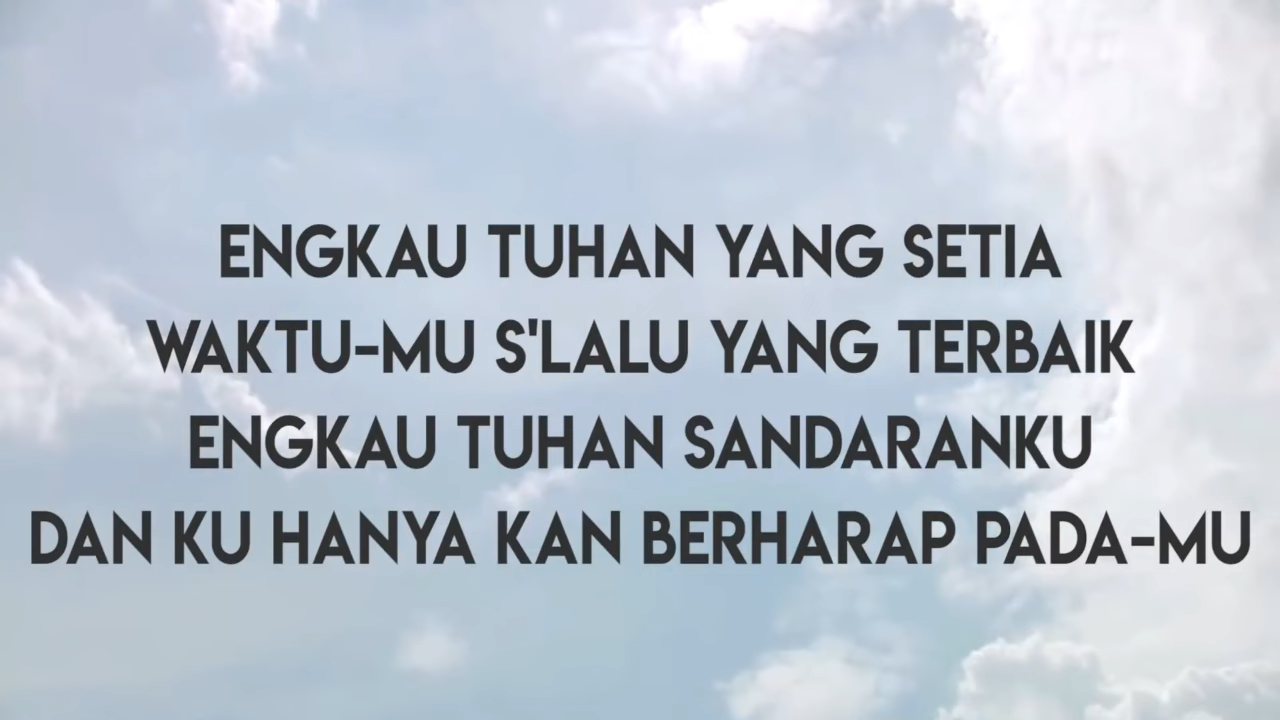 ENGKAU TUHAN YANG SETIA
WAKTU-MU S'LALU YANG TERBAIK
ENGKAU TUHAN SANDARANKU
DAN KU HANYA KAN BERHARAP PADA-MU